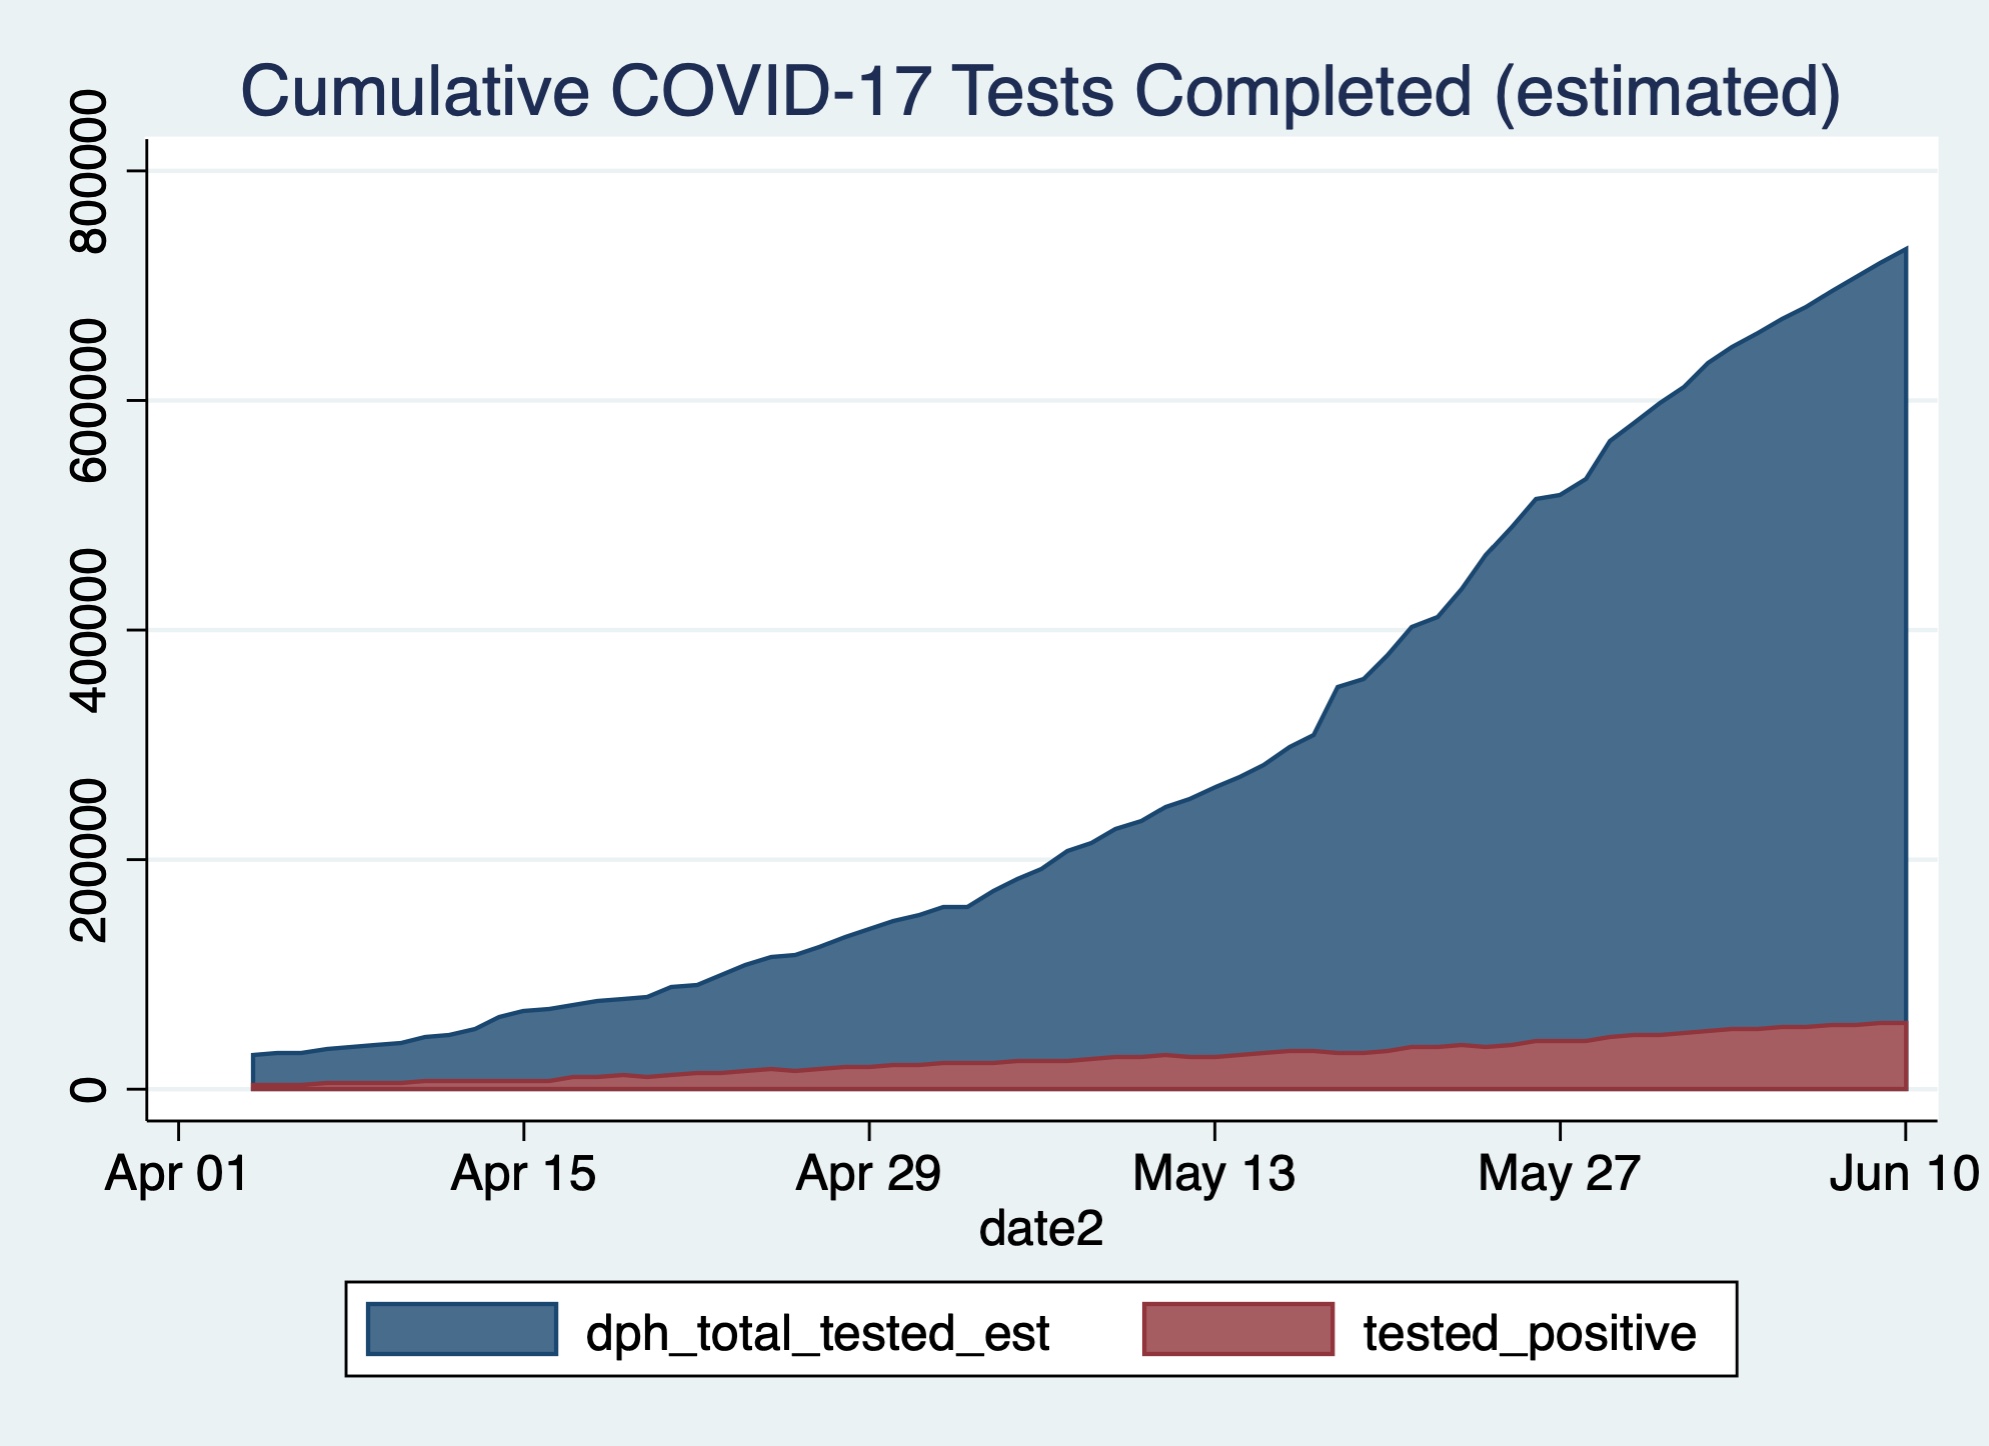 Cumulative COVID-17 Tests Completed (estimated)
800000
600000
400000
200000
0
Apr 01 Apr 15 Apr 29 May 13 May 27 Jun 10
date2
dph_total_tested_est tested_positive